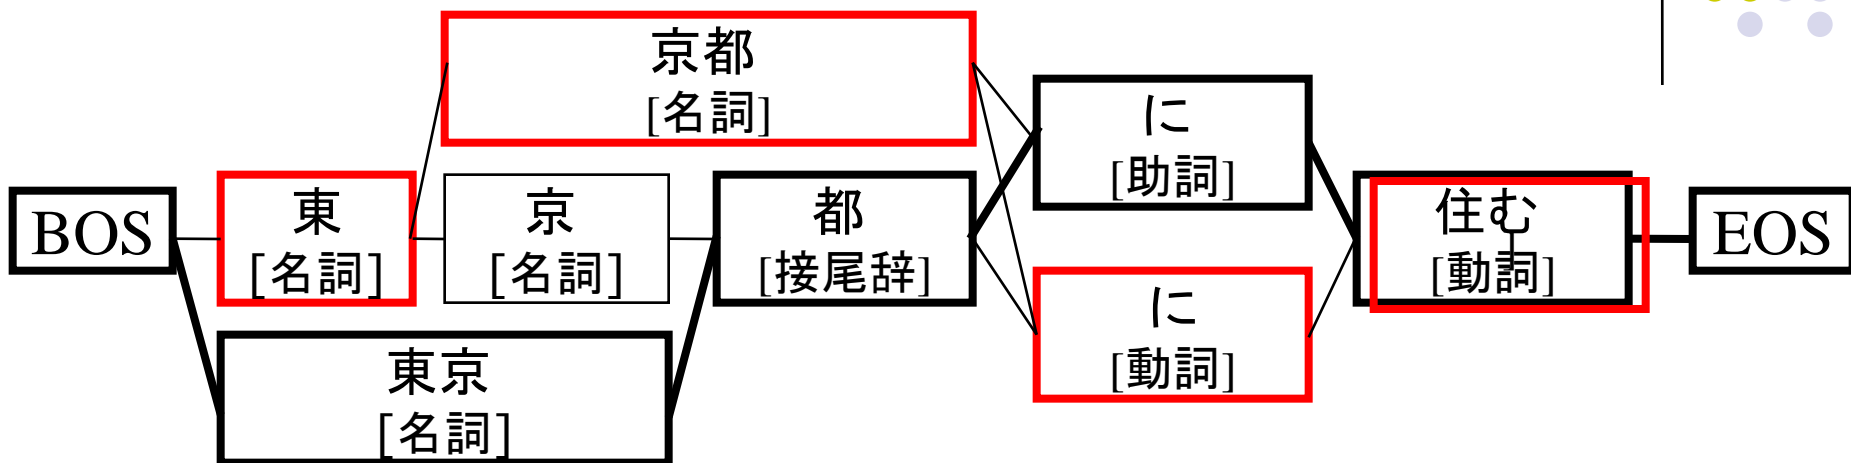 京都
[名詞]
に
[助詞]
BOS
東
[名詞]
京
[名詞]
都
[接尾辞]
住む
[動詞]
EOS
に
[動詞]
東京
[名詞]